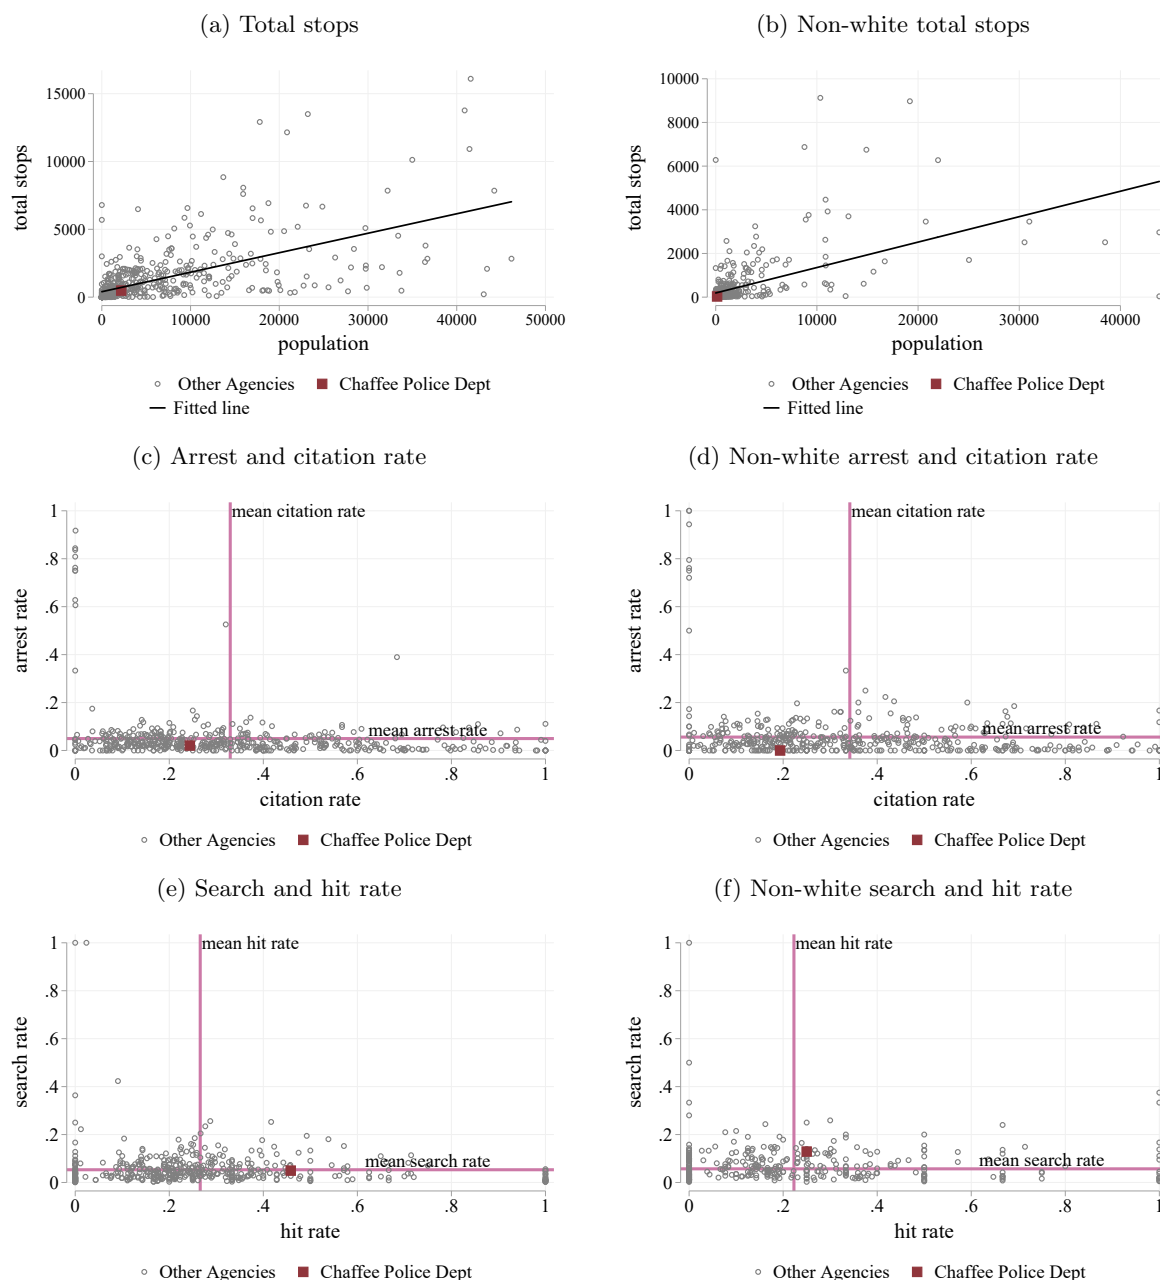 (a) Total stops
(b) Non-white total stops
total stops
15000
10000
5000
0
0 10000 20000 30000 40000 50000
population
Other Agencies Chaffee Police Dept
Fitted line
total stops
10000
8000
6000
4000
2000
0
0 10000 20000 30000 40000
population
Other Agencies Chaffee Police Dept
Fitted line
(c) Arrest and citation rate
(d) Non-white arrest and citation rate
arrest rate
1
.8
.6
.4
.2
0
mean citation rate
mean arrest rate
0 .2 .4 .6 .8 1
citation rate
Other Agencies Chaffee Police Dept
arrest rate
1
.8
.6
.4
.2
0
mean citation rate
mean arrest rate
0 .2 .4 .6 .8 1
citation rate
Other Agencies Chaffee Police Dept
(e) Search and hit rate
(f) Non-white search and hit rate
search rate
1
.8
.6
.4
.2
0
mean hit rate
mean search rate
0 .2 .4 .6 .8 1
hit rate
Other Agencies Chaffee Police Dept
search rate
1
.8
.6
.4
.2
0
mean hit rate
mean search rate
0 .2 .4 .6 .8 1
hit rate
Other Agencies Chaffee Police Dept